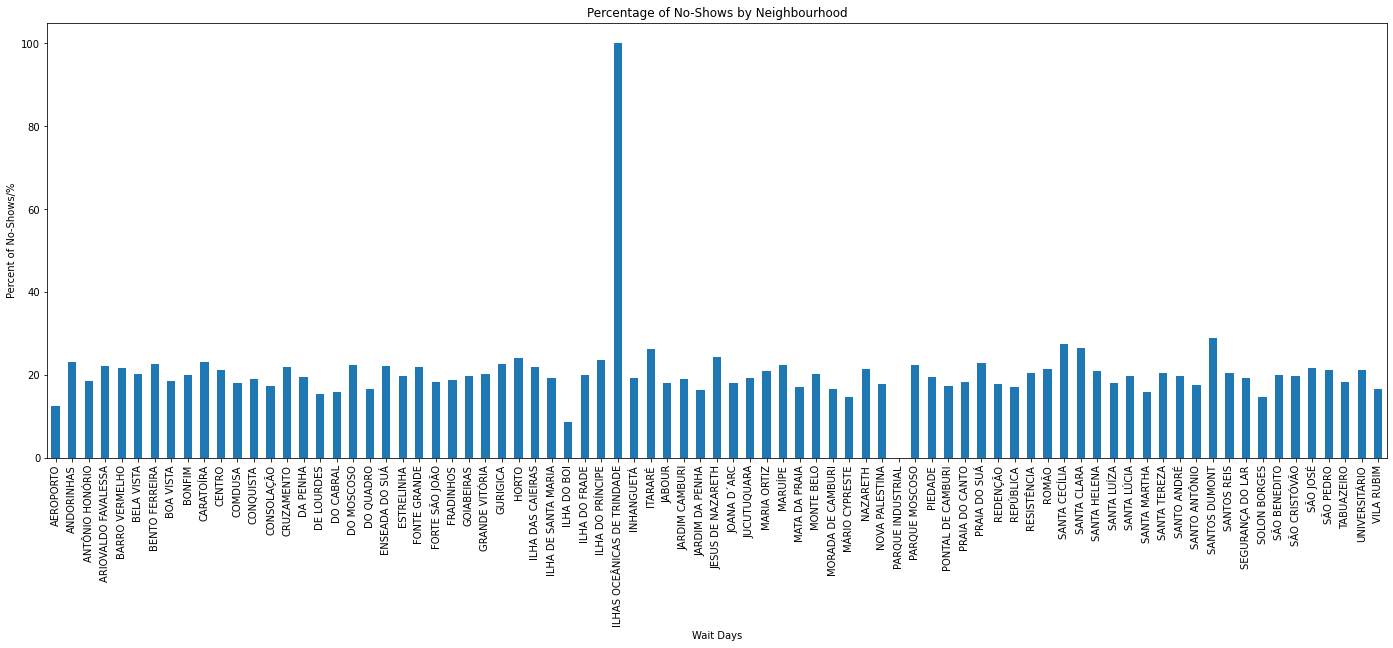 Percentage of No-Shows by Neighbourhood
Percent of No-Shows/%
100
80
60
40
20
0
AEROPORTO
ANDORINHAS
ANTÔNIO HONÓRIO
ARIOVALDO FAVALESSA
BARRO VERMELHO
BELA VISTA
BENTO FERREIRA
BOA VISTA
BONFIM
CARATOÍRA
CENTRO
COMDUSA
CONQUISTA
CONSOLAÇÃO
CRUZAMENTO
DA PENHA
DE LOURDES
DO CABRAL
DO MOSCOSO
DO QUADRO
ENSEADA DO SUÁ
ESTRELINHA
FONTE GRANDE
FORTE SÃO JOÃO
FRADINHOS
GOIABEIRAS
GRANDE VITÓRIA
GURIGICA
HORTO
ILHA DAS CAIEIRAS
ILHA DE SANTA MARIA
ILHA DO BOI
ILHA DO FRADE
ILHA DO PRÍNCIPE
ILHAS OCEÂNICAS DE TRINDADE
INHANGUETÁ
ITARARÉ
JABOUR
JARDIM CAMBURI
JARDIM DA PENHA
JESUS DE NAZARETH
JOANA D´ARC
JUCUTUQUARA
MARIA ORTIZ
MARUÍPE
MATA DA PRAIA
MONTE BELO
MORADA DE CAMBURI
MÁRIO CYPRESTE
NAZARETH
NOVA PALESTINA
PARQUE INDUSTRIAL
PARQUE MOSCOSO
PIEDADE
PONTAL DE CAMBURI
PRAIA DO CANTO
PRAIA DO SUÁ
REDENÇÃO
REPÚBLICA
RESISTÊNCIA
ROMÃO
SANTA CECÍLIA
SANTA CLARA
SANTA HELENA
SANTA LUÍZA
SANTA LÚCIA
SANTA MARTHA
SANTA TEREZA
SANTO ANDRÉ
SANTO ANTÔNIO
SANTOS DUMONT
SANTOS REIS
SEGURANÇA DO LAR
SOLON BORGES
SÃO BENEDITO
SÃO CRISTÓVÃO
SÃO JOSÉ
SÃO PEDRO
TABUAZEIRO
UNIVERSITÁRIO
VILA RUBIM
Wait Days